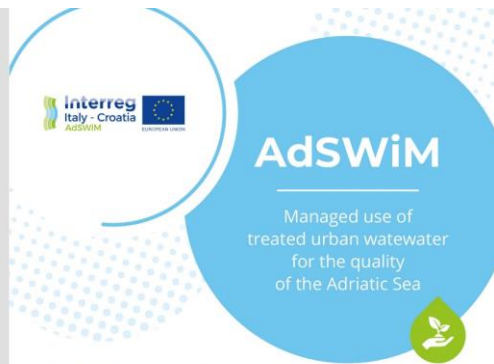 Interreg
Italy - Croatia
AdSWIM
EUROPEAN UNION
AdSWiM
Managed use of
treated urban watewater
for the quality
of the Adriatic Sea